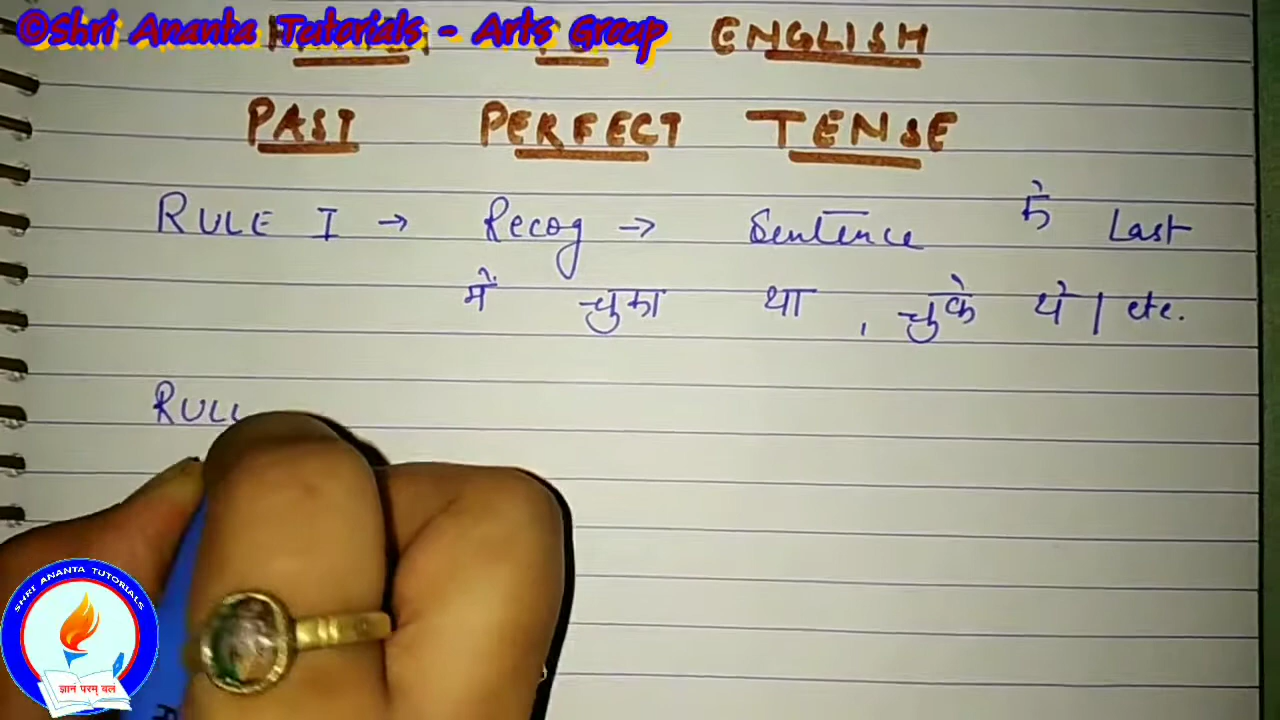 ©Shri Ananta Tutorials - Arts Group
ENGLISH
PAST PERFECT TENSE
RULE I → Recog → Sentence के Last
में चुका था , चुके थे | etc.
RULE
SHRI ANANTA TUTORIALS
ज्ञानं परमं बलं